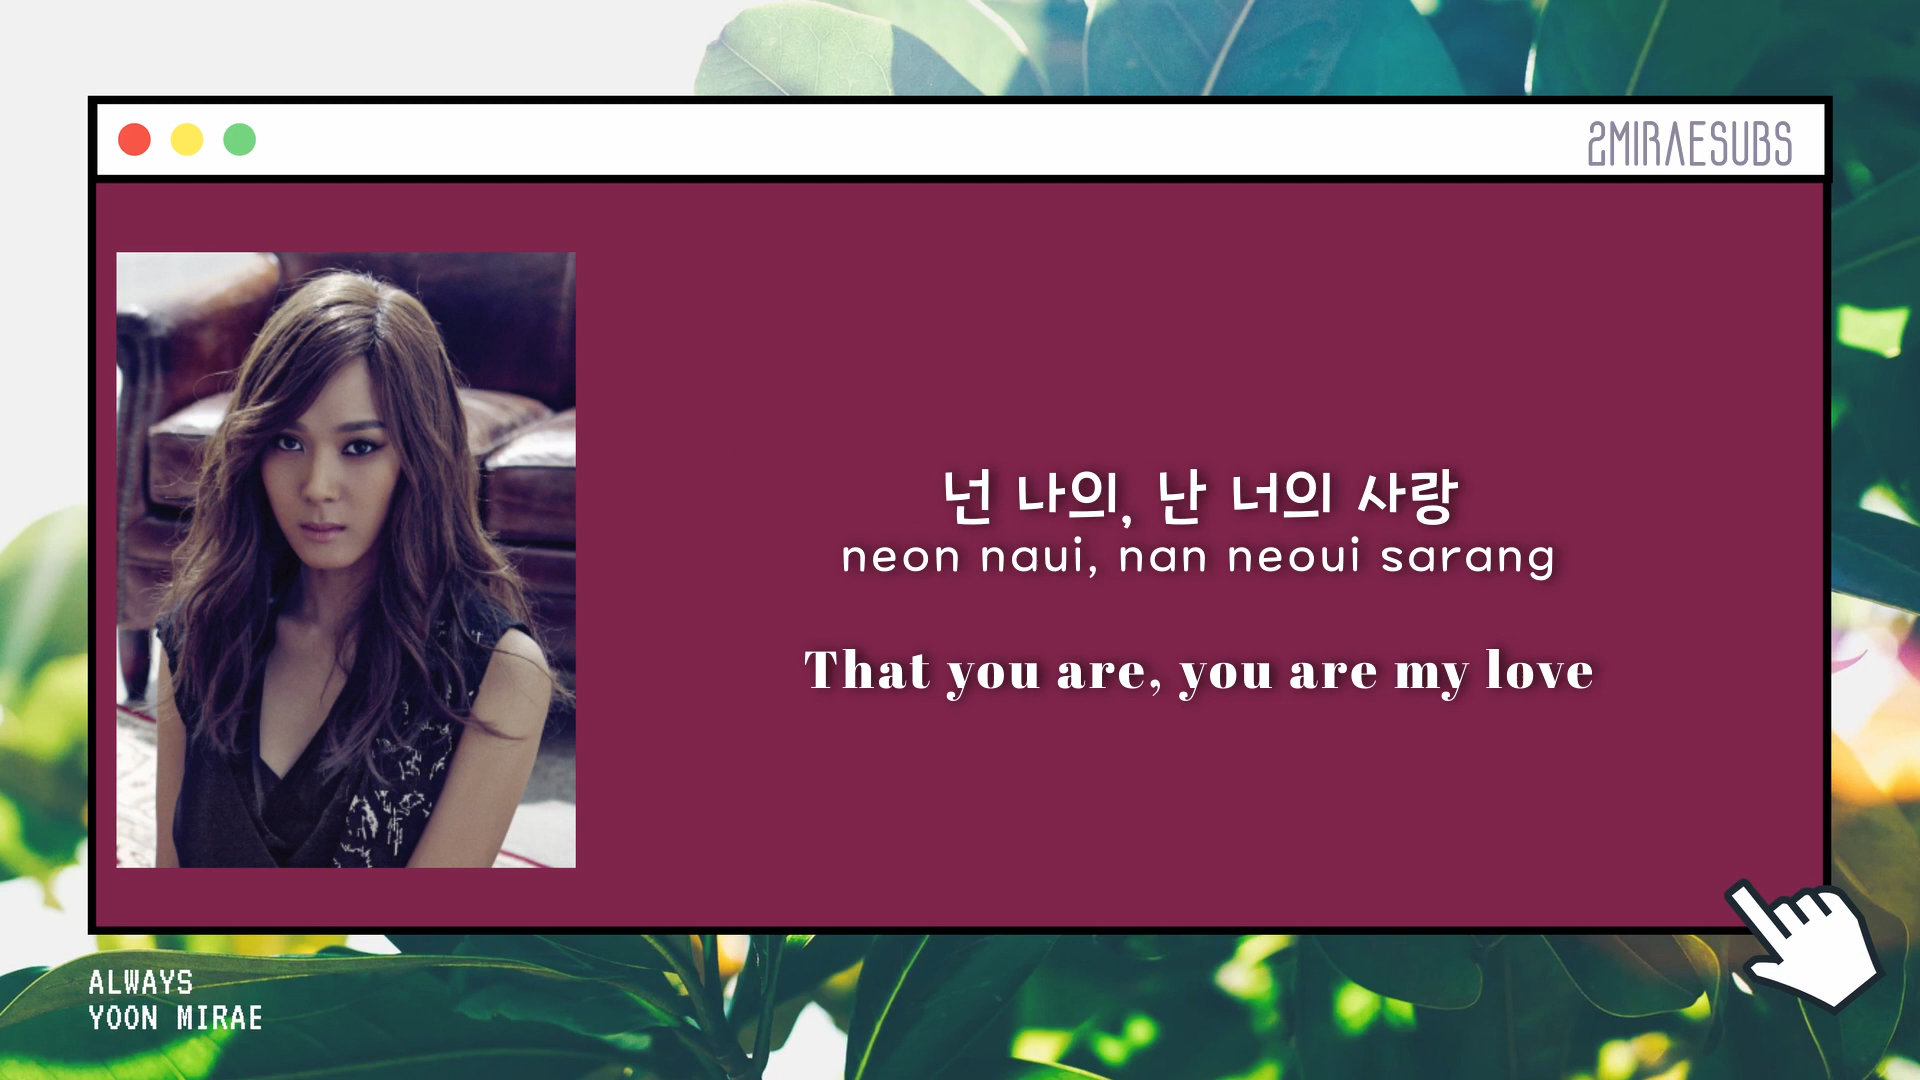 2MIRAESUBS
넌 나의, 난 너의 사랑
neon naui, nan neoui sarang
That you are, you are my love
ALWAYS
YOON MIRAE